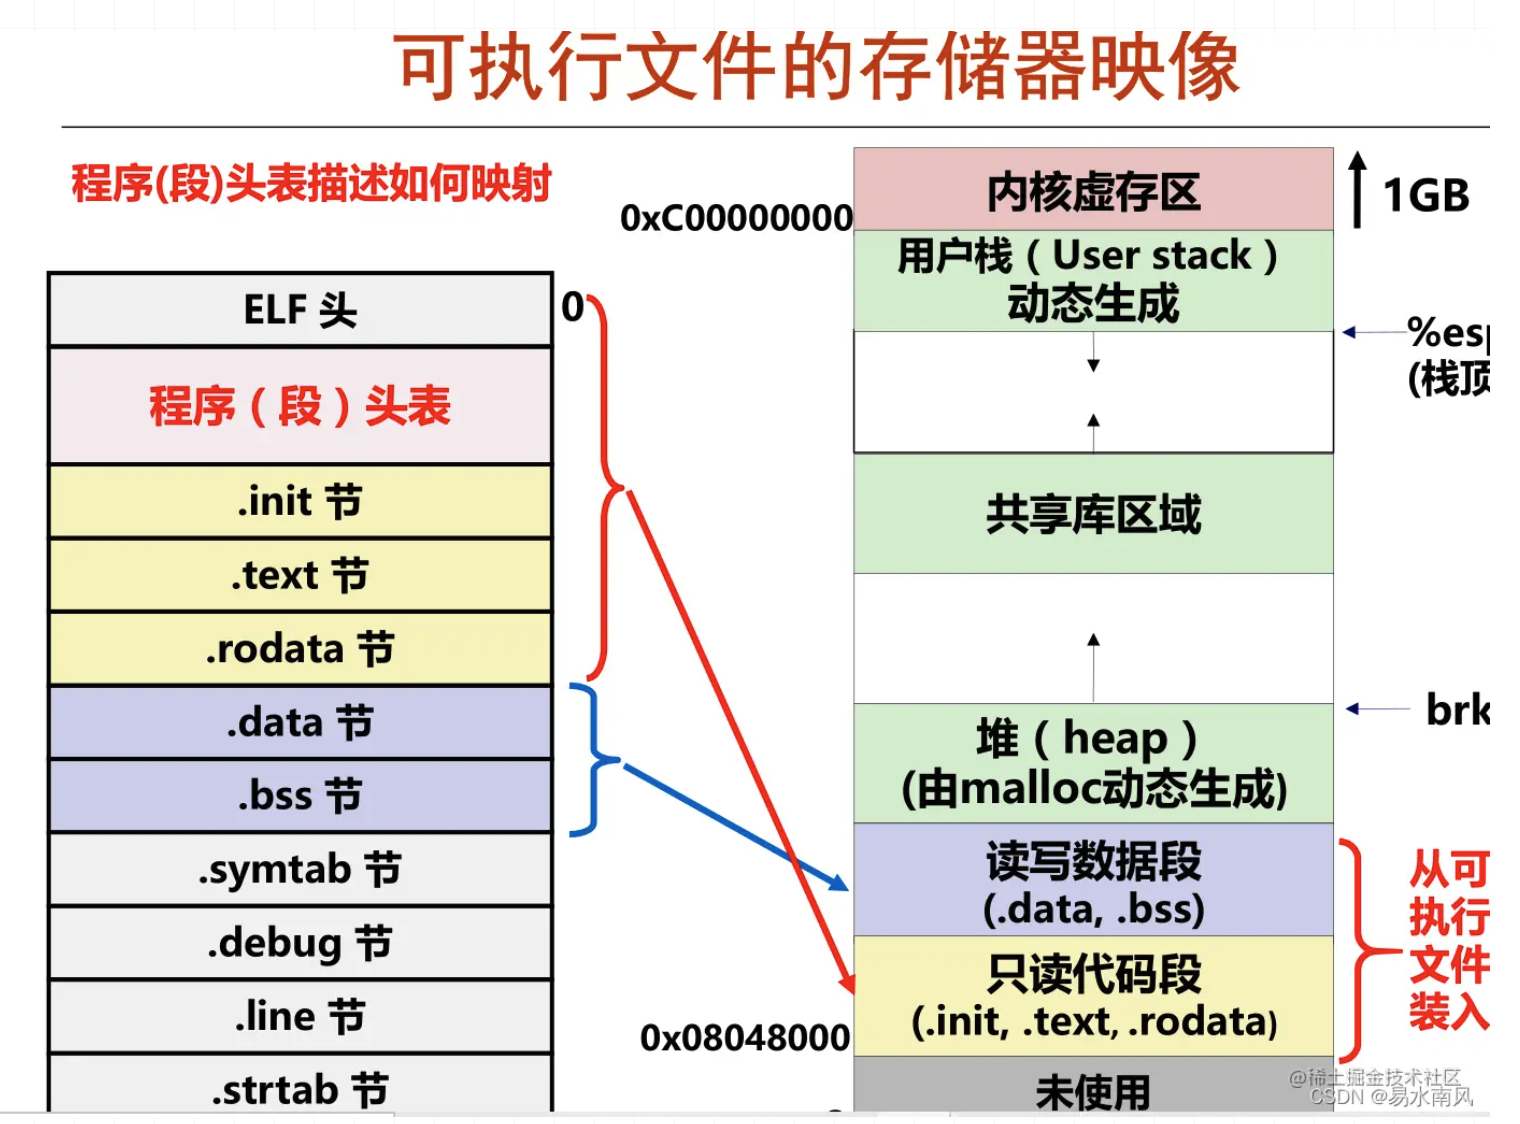 可执行文件的存储器映像
程序(段)头表描述如何映射
ELF 头
0
程序（段）头表
.init 节
.text 节
.rodata 节
.data 节
.bss 节
.symtab 节
.debug 节
.line 节
.strtab 节
0xC00000000
内核虚存区
1GB
用户栈（User stack）
动态生成
%esp
(栈顶
共享库区域
brk
堆（heap）
(由malloc动态生成)
读写数据段
(.data, .bss)
只读代码段
(.init, .text, .rodata)
0x08048000
未使用
从可
执行
文件
装入
@稀土掘金技术社区
CSDN @易水南风